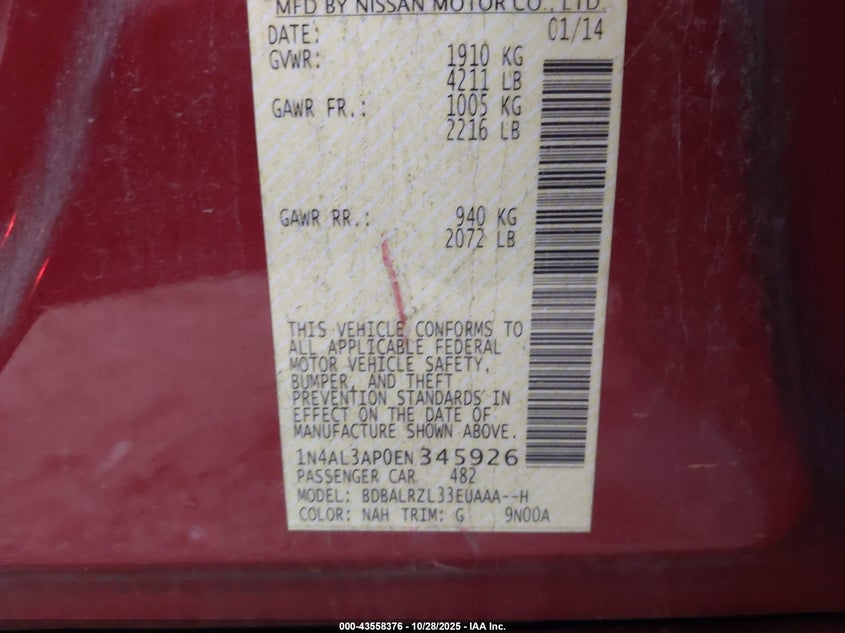 MFD BY NISSAN MOTOR CO., LTD.
DATE: 01/14
GVWR: 1910 KG
4211 LB
GAWR FR.: 1005 KG
2216 LB
GAWR RR.: 940 KG
2072 LB
THIS VEHICLE CONFORMS TO
ALL APPLICABLE FEDERAL
MOTOR VEHICLE SAFETY,
BUMPER, AND THEFT
PREVENTION STANDARDS IN
EFFECT ON THE DATE OF
MANUFACTURE SHOWN ABOVE.
1N4AL3AP0EN345926
PASSENGER CAR 482
MODEL: BDBALRZL33EUAAA--H
COLOR: NAH TRIM: G 9N00A
000-43558376 - 10/28/2025 - IAA Inc.